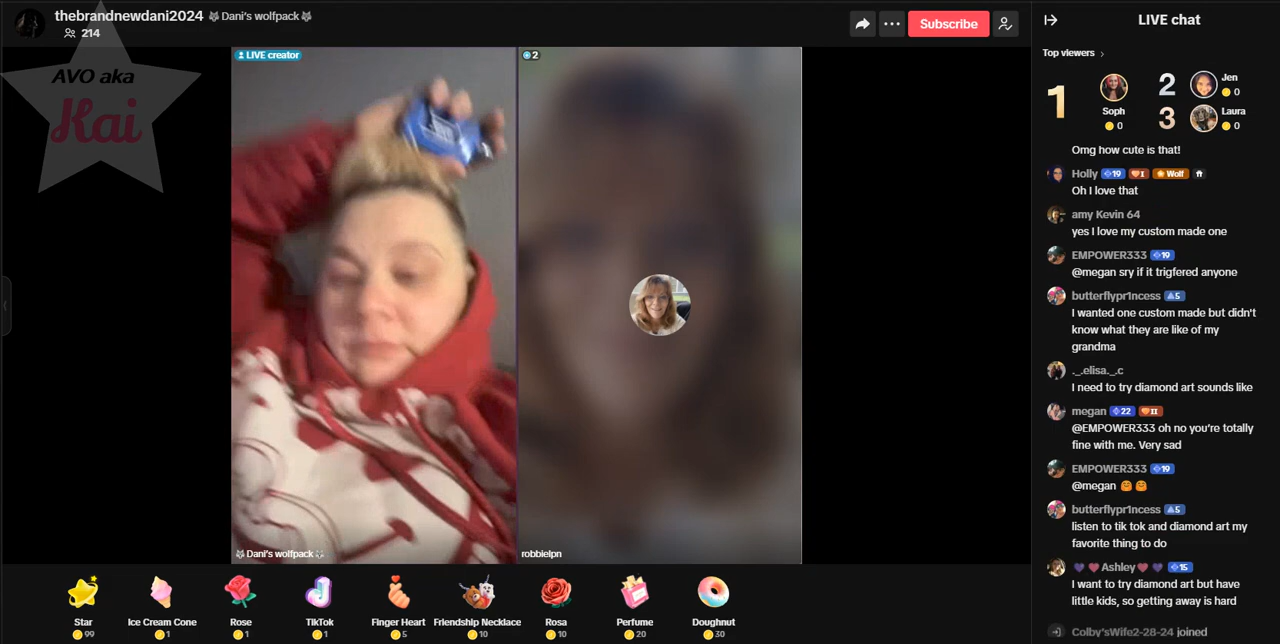 thebrandnewdani2024 🐺Dani's wolfpack🐺
214
Subscribe
LIVE chat
AVO aka
Kai
LIVE creator
2
Dani's wolfpack
robbielpn
Top viewers
1
Soph
0
2
Jen
0
3
Laura
0
Omg how cute is that!
Holly 19 I Wolf
Oh I love that
amy Kevin 64
yes I love my custom made one
EMPOWER333 19
@megan sry if it trigfered anyone
butterflypr1ncess 5
I wanted one custom made but didn't
know what they are like of my
grandma
._.elisa._.c
I need to try diamond art sounds like
megan 22 II
@EMPOWER333 oh no you're totally
fine with me. Very sad
EMPOWER333 19
@megan 🤗 🤗
butterflypr1ncess 5
listen to tik tok and diamond art my
favorite thing to do
💜💗Ashley💗💜 15
I want to try diamond art but have
little kids, so getting away is hard
Colby'sWife2-28-24 joined
Star
99
Ice Cream Cone
1
Rose
1
TikTok
1
Finger Heart
5
Friendship Necklace
10
Rosa
10
Perfume
20
Doughnut
30